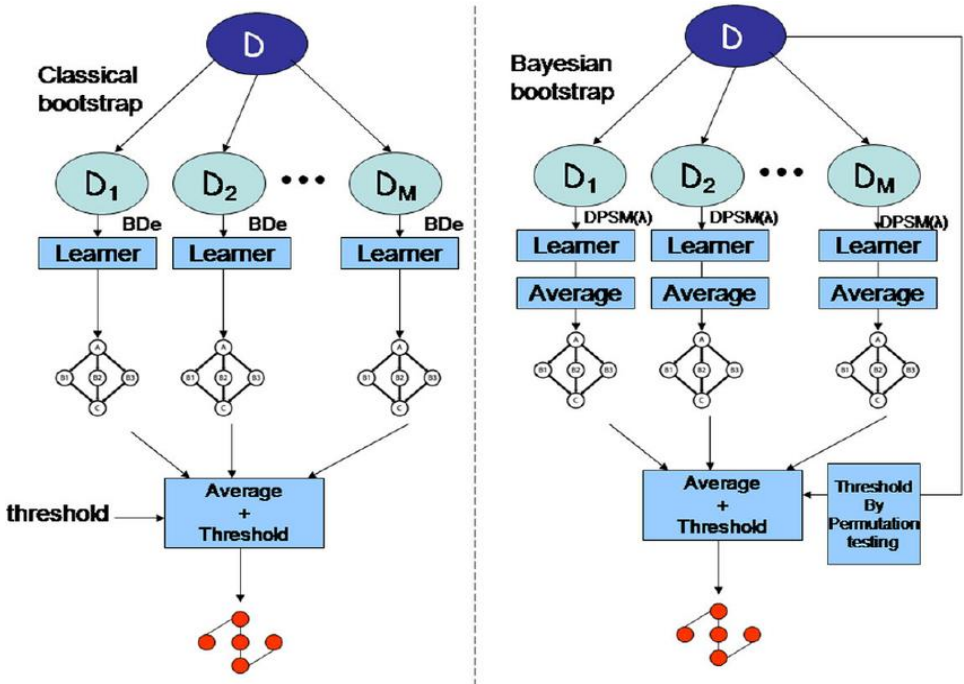 D
Classical
bootstrap
D1
D2
•••
DM
BDe
BDe
BDe
Learner
Learner
Learner
A
B1
B2
B3
C
A
B1
B2
B3
C
A
B1
B2
B3
C
threshold
Average
+
Threshold
D
Bayesian
bootstrap
D1
D2
•••
DM
DPSM(λ)
DPSM(λ)
DPSM(λ)
Learner
Learner
Learner
Average
Average
Average
A
B1
B2
B3
C
A
B1
B2
B3
C
A
B1
B2
B3
C
Average
+
Threshold
Threshold
By
Permutation
testing